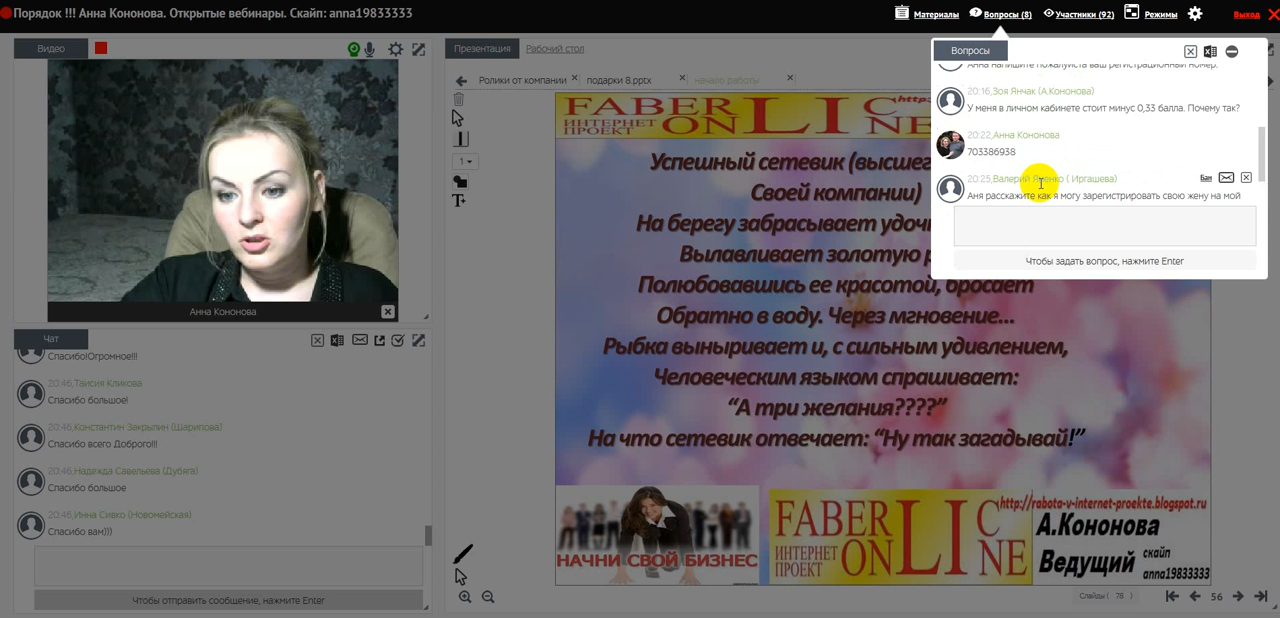 Порядок !!! Анна Кононова. Открытые вебинары. Скайп: anna19833333
Материалы
Вопросы (8)
Участники (92)
Режимы
Выход
Видео
Анна Кононова
Чат
Спасибо!Огромное!!!
20:46,Таисия Кликова
Спасибо большое!
20:46,Константин Закрылин (Шарипова)
Спасибо всего Доброго!!!
20:46,Надежда Савельева (Дубяга)
Спасибо большое
20:46,Инна Сивко (Новонейская)
Спасибо вам)))
Чтобы отправить сообщение, нажмите Enter
Презентация
Рабочий стол
Ролики от компании
подарки 8.pptx
начало работы
1
T+
FABERLIC
ONLINE
ИНТЕРНЕТ
ПРОЕКТ
http:
Успешный сетевик (высшег
Своей компании)
На берегу забрасывает удоч
Вылавливает золотую р
Полюбовавшись ее красотой, бросает
Обратно в воду. Через мгновение...
Рыбка выныривает и, с сильным удивлением,
Человеческим языком спрашивает:
“А три желания????”
На что сетевик отвечает: “Ну так загадывай!”
НАЧНИ СВОЙ БИЗНЕС
FABERLIC
ONLINE
ИНТЕРНЕТ
ПРОЕКТ
http://rabota-v-internet-proekte.blogspot.ru
А.Кононова
Ведущий
скайп
anna19833333
Слайды ( 78 )
56
Вопросы
Анна напишите пожалуйста ваш регистрационный номер.
20:16,Зоя Янчак (А.Кононова)
У меня в личном кабинете стоит минус 0,33 балла. Почему так?
20:22,Анна Кононова
703386938
20:25,Валерий ( Иргашева)
Бан
Аня расскажите как я могу зарегистрировать свою жену на мой
Чтобы задать вопрос, нажмите Enter